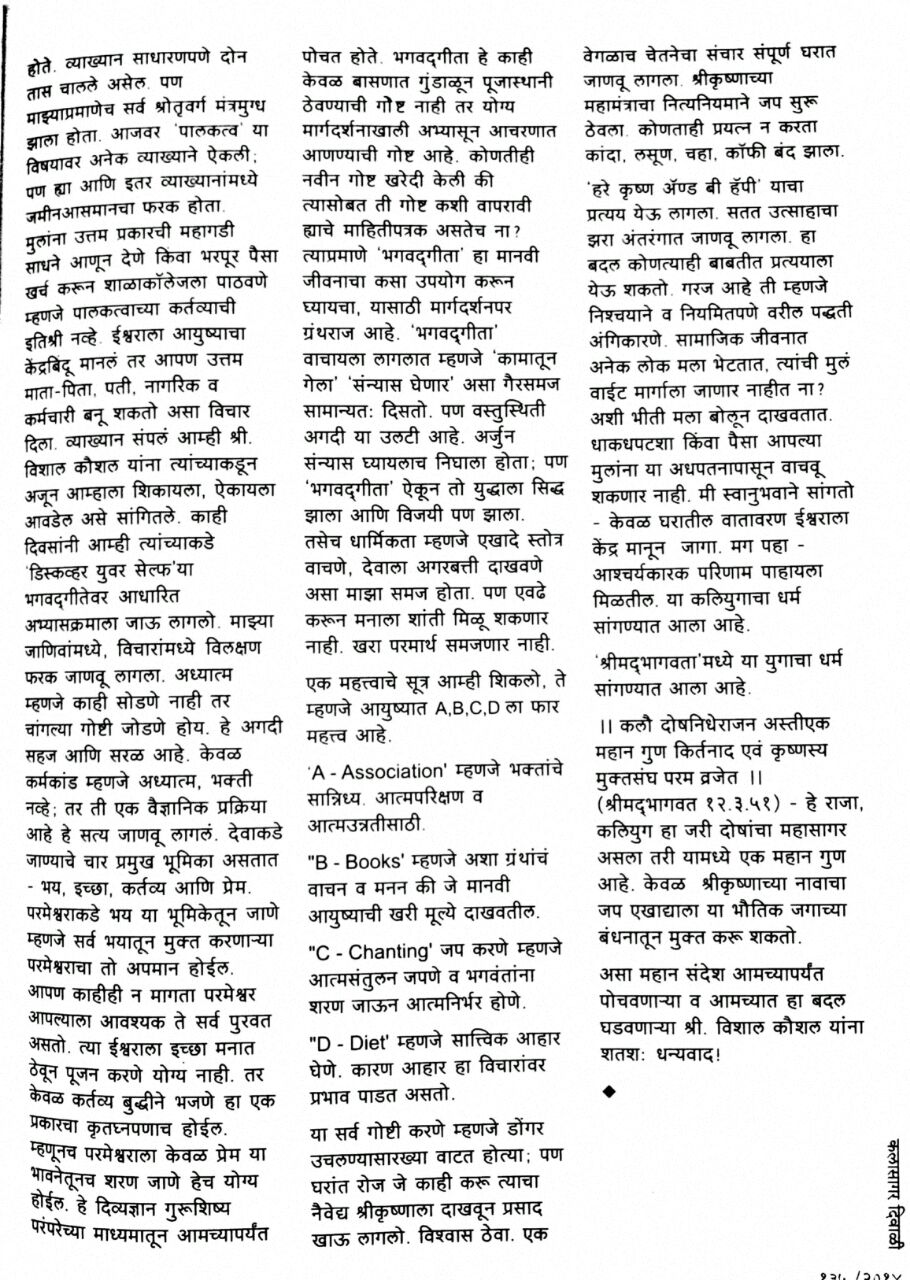 होते. व्याख्यान साधारणपणे दोन
तास चालले असेल. पण
माझ्याप्रमाणेच सर्व श्रोतृवर्ग मंत्रमुग्ध
झाला होता. आजवर 'पालकत्व' या
विषयावर अनेक व्याख्याने ऐकली;
पण ह्या आणि इतर व्याख्यानांमध्ये
जमीनआसमानचा फरक होता.
मुलांना उत्तम प्रकारची महागडी
साधने आणून देणे किंवा भरपूर पैसा
खर्च करून शाळाकॉलेजला पाठवणे
म्हणजे पालकत्वाच्या कर्तव्याची
इतिश्री नव्हे. ईश्वराला आयुष्याचा
केंद्रबिंदू मानलं तर आपण उत्तम
माता-पिता, पती, नागरिक व
कर्मचारी बनू शकतो असा विचार
दिला. व्याख्यान संपलं आम्ही श्री.
विशाल कौशल यांना त्यांच्याकडून
अजून आम्हाला शिकायला, ऐकायला
आवडेल असे सांगितले. काही
दिवसांनी आम्ही त्यांच्याकडे
'डिस्कव्हर युवर सेल्फ'या
भगवद्‌गीतेवर आधारित
अभ्यासक्रमाला जाऊ लागलो. माझ्या
जाणिवांमध्ये, विचारांमध्ये विलक्षण
फरक जाणवू लागला. अध्यात्म
म्हणजे काही सोडणे नाही तर
चांगल्या गोष्टी जोडणे होय. हे अगदी
सहज आणि सरळ आहे. केवळ
कर्मकांड म्हणजे अध्यात्म, भक्ती
नव्हे; तर ती एक वैज्ञानिक प्रक्रिया
आहे हे सत्य जाणवू लागलं. देवाकडे
जाण्याचे चार प्रमुख भूमिका असतात
- भय, इच्छा, कर्तव्य आणि प्रेम.
परमेश्वराकडे भय या भूमिकेतून जाणे
म्हणजे सर्व भयातून मुक्त करणाऱ्या
परमेश्वराचा तो अपमान होईल.
आपण काहीही न मागता परमेश्वर
आपल्याला आवश्यक ते सर्व पुरवत
असतो. त्या ईश्वराला इच्छा मनात
ठेवून पूजन करणे योग्य नाही. तर
केवळ कर्तव्य बुद्धीने भजणे हा एक
प्रकारचा कृतघ्नपणाच होईल.
म्हणूनच परमेश्वराला केवळ प्रेम या
भावनेतूनच शरण जाणे हेच योग्य
होईल. हे दिव्यज्ञान गुरूशिष्य
परंपरेच्या माध्यमातून आमच्यापर्यंत
पोचत होते. भगवद्‌गीता हे काही
केवळ बासणात गुंडाळून पूजास्थानी
ठेवण्याची गोष्ट नाही तर योग्य
मार्गदर्शनाखाली अभ्यासून आचरणात
आणण्याची गोष्ट आहे. कोणतीही
नवीन गोष्ट खरेदी केली की
त्यासोबत ती गोष्ट कशी वापरावी
ह्याचे माहितीपत्रक असतेच ना?
त्याप्रमाणे 'भगवद्‌गीता' हा मानवी
जीवनाचा कसा उपयोग करून
घ्यायचा, यासाठी मार्गदर्शनपर
ग्रंथराज आहे. 'भगवद्‌गीता'
वाचायला लागलात म्हणजे 'कामातून
गेला' 'संन्यास घेणार' असा गैरसमज
सामान्यतः दिसतो. पण वस्तुस्थिती
अगदी या उलटी आहे. अर्जुन
संन्यास घ्यायलाच निघाला होता; पण
'भगवद्‌गीता' ऐकून तो युद्धाला सिद्ध
झाला आणि विजयी पण झाला.
तसेच धार्मिकता म्हणजे एखादे स्तोत्र
वाचणे, देवाला अगरबत्ती दाखवणे
असा माझा समज होता. पण एवढे
करून मनाला शांती मिळू शकणार
नाही. खरा परमार्थ समजणार नाही.
एक महत्त्वाचे सूत्र आम्ही शिकलो, ते
म्हणजे आयुष्यात A,B,C,D ला फार
महत्त्व आहे.
'A - Association' म्हणजे भक्तांचे
सान्निध्य. आत्मपरिक्षण व
आत्मउन्नतीसाठी.
"B - Books' म्हणजे अशा ग्रंथांचं
वाचन व मनन की जे मानवी
आयुष्याची खरी मूल्ये दाखवतील.
"C - Chanting' जप करणे म्हणजे
आत्मसंतुलन जपणे व भगवंतांना
शरण जाऊन आत्मनिर्भर होणे.
"D - Diet' म्हणजे सात्त्विक आहार
घेणे. कारण आहार हा विचारांवर
प्रभाव पाडत असतो.
या सर्व गोष्टी करणे म्हणजे डोंगर
उचलण्यासारख्या वाटत होत्या; पण
घरांत रोज जे काही करू त्याचा
नैवेद्य श्रीकृष्णाला दाखवून प्रसाद
खाऊ लागलो. विश्वास ठेवा. एक
वेगळाच चेतनेचा संचार संपूर्ण घरात
जाणवू लागला. श्रीकृष्णाच्या
महामंत्राचा नित्यनियमाने जप सुरू
ठेवला. कोणताही प्रयत्न न करता
कांदा, लसूण, चहा, कॉफी बंद झाला.
'हरे कृष्ण ॲण्ड बी हॅपी' याचा
प्रत्यय येऊ लागला. सतत उत्साहाचा
झरा अंतरंगात जाणवू लागला. हा
बदल कोणत्याही बाबतीत प्रत्ययाला
येऊ शकतो. गरज आहे ती म्हणजे
निश्चयाने व नियमितपणे वरील पद्धती
अंगिकारणे. सामाजिक जीवनात
अनेक लोक मला भेटतात, त्यांची मुलं
वाईट मार्गाला जाणार नाहीत ना?
अशी भीती मला बोलून दाखवतात.
धाकधपटशा किंवा पैसा आपल्या
मुलांना या अधपतनापासून वाचवू
शकणार नाही. मी स्वानुभवाने सांगतो
- केवळ घरातील वातावरण ईश्वराला
केंद्र मानून जागा. मग पहा -
आश्चर्यकारक परिणाम पाहायला
मिळतील. या कलियुगाचा धर्म
सांगण्यात आला आहे.
'श्रीमद्‌भागवता'मध्ये या युगाचा धर्म
सांगण्यात आला आहे.
।। कलौ दोषनिधेराजन अस्तीएक
महान गुण किर्तनाद एवं कृष्णस्य
मुक्तसंघ परम व्रजेत ।।
(श्रीमद्‌भागवत १२.३.५१) - हे राजा,
कलियुग हा जरी दोषांचा महासागर
असला तरी यामध्ये एक महान गुण
आहे. केवळ श्रीकृष्णाच्या नावाचा
जप एखाद्याला या भौतिक जगाच्या
बंधनातून मुक्त करू शकतो.
असा महान संदेश आमच्यापर्यंत
पोचवणाऱ्या व आमच्यात हा बदल
घडवणाऱ्या श्री. विशाल कौशल यांना
शतशः धन्यवाद!
कलासागर दिवाळी